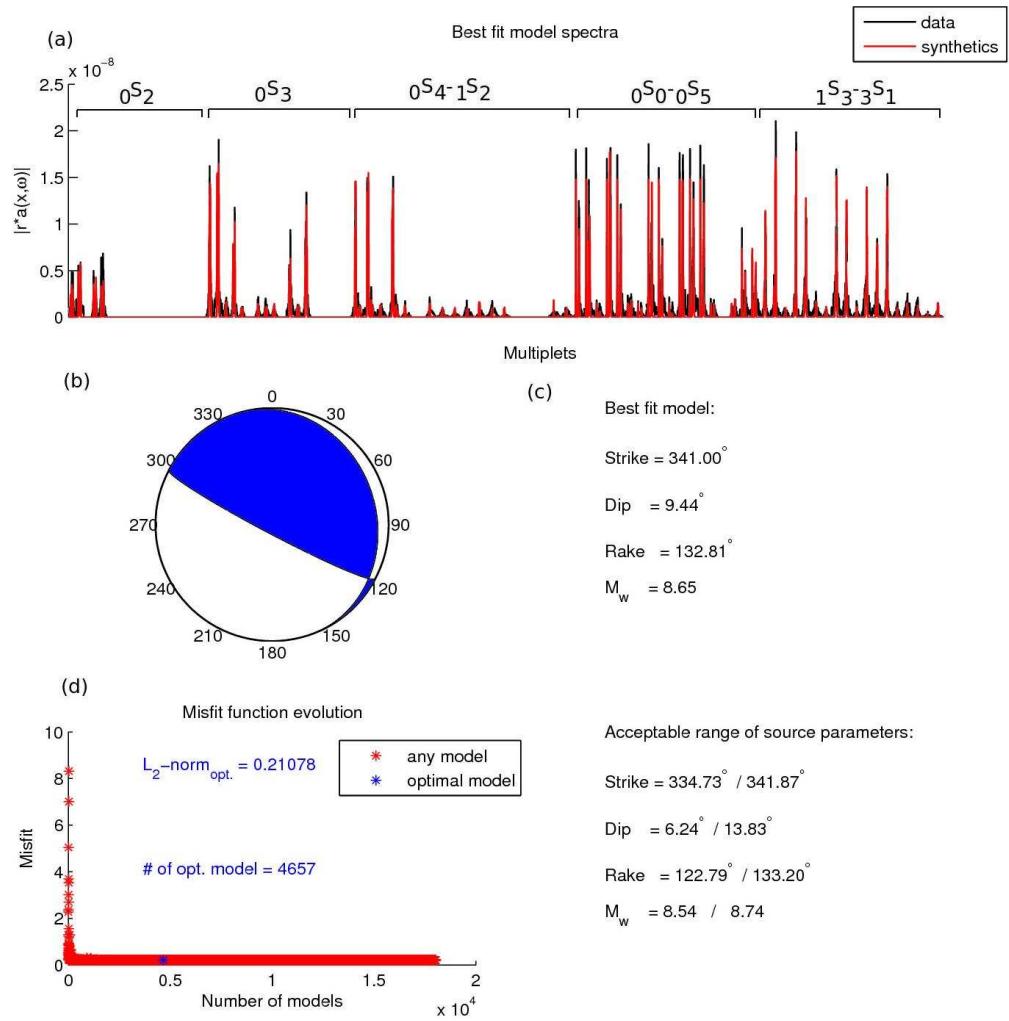 (a)
Best fit model spectra
data
synthetics
x 10⁻⁸
2.5
2
1.5
1
0.5
0
|r*a(x,ω)|
₀S₂
₀S₃
₀S₄-₁S₂
₀S₀-₀S₅
₁S₃-₃S₁
Multiplets
(b)
0
30
60
90
120
150
180
210
240
270
300
330
(c)
Best fit model:
Strike = 341.00°
Dip = 9.44°
Rake = 132.81°
M_w = 8.65
(d)
Misfit function evolution
L₂−norm_opt. = 0.21078
# of opt. model = 4657
any model
optimal model
Misfit
10
8
6
4
2
0
0
0.5
1
1.5
2
x 10⁴
Number of models
Acceptable range of source parameters:
Strike = 334.73° / 341.87°
Dip = 6.24° / 13.83°
Rake = 122.79° / 133.20°
M_w = 8.54 / 8.74